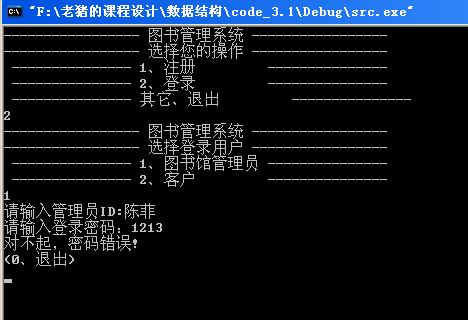 "F:\老猪的课程设计\数据结构\code_3.1\Debug\src.exe"
---------------- 图书管理系统 ----------------
---------------- 选择您的操作 ----------------
--------------- 1、注册 --------------
--------------- 2、登录 --------------
--------------- 其它、退出 ---------------
2
---------------- 图书管理系统 ----------------
---------------- 选择登录用户 ----------------
--------------- 1、图书馆管理员 --------------
--------------- 2、客户 --------------
1
请输入管理员ID:陈菲
请输入登录密码：1213
对不起，密码错误!
(0、退出)